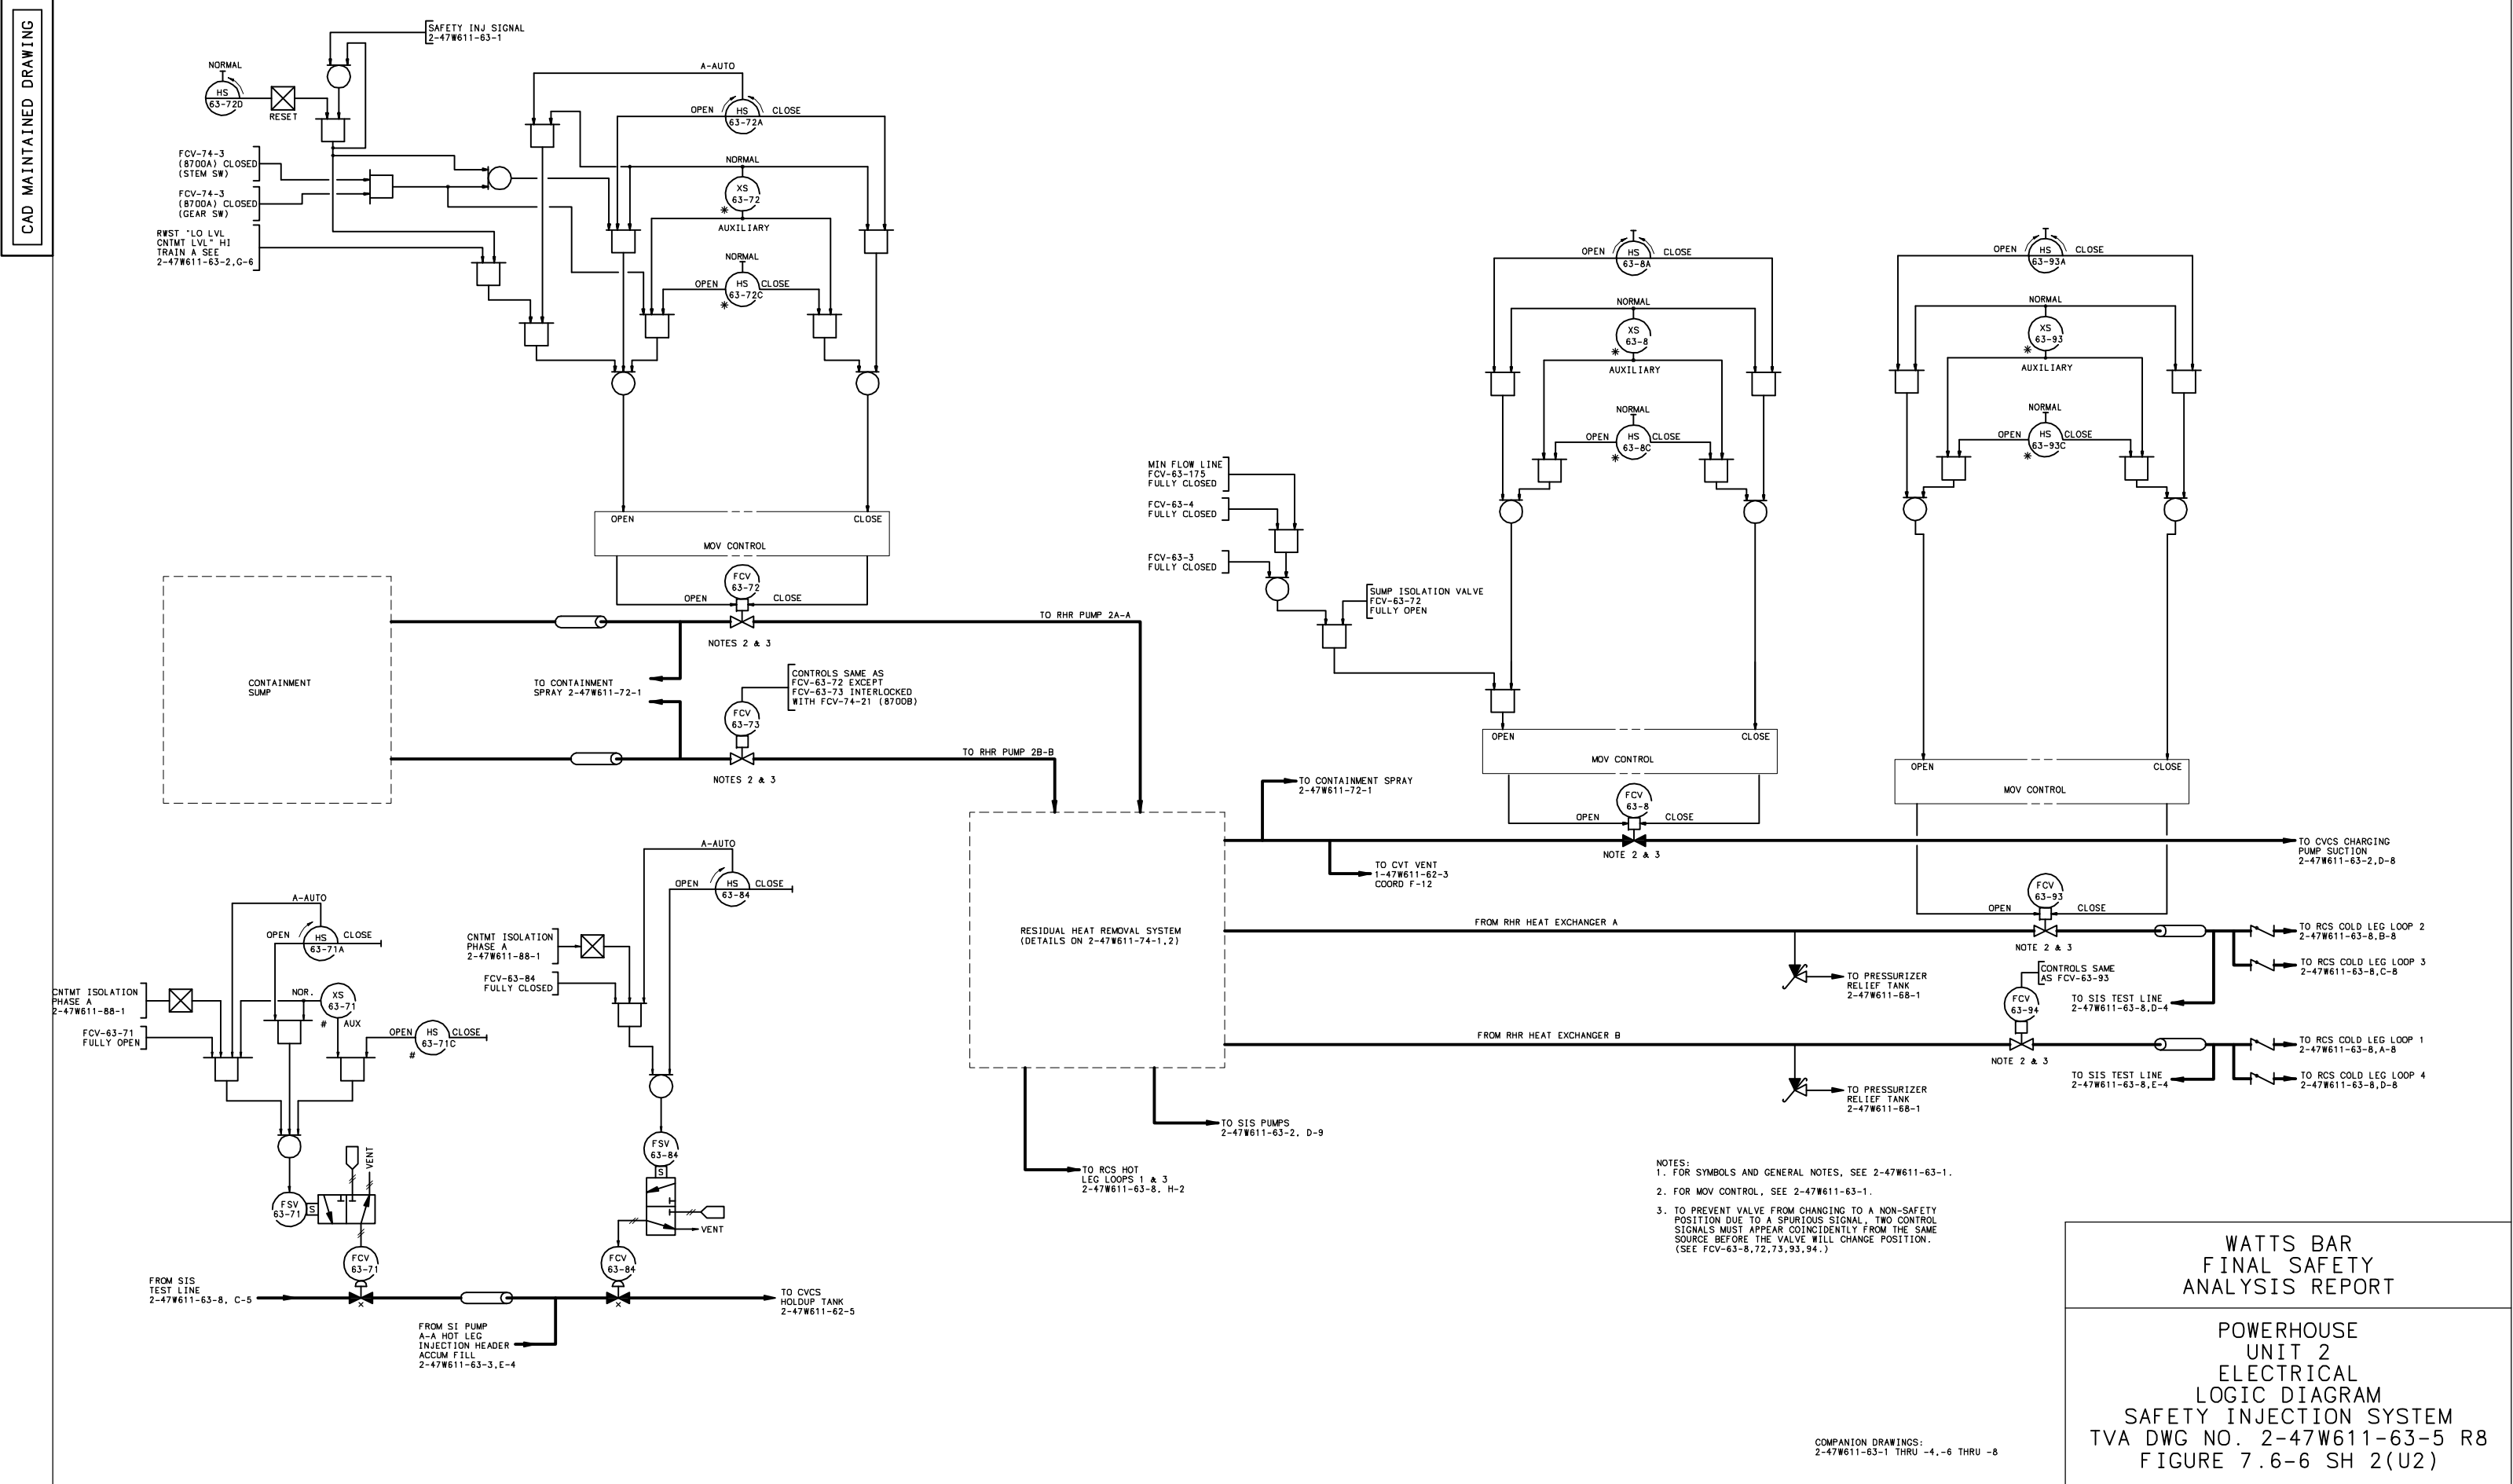 CAD MAINTAINED DRAWING
SAFETY INJ SIGNAL
2-47W611-63-1
NORMAL
HS
63-72D
RESET
FCV-74-3
(8700A) CLOSED
(STEM SW)
FCV-74-3
(8700A) CLOSED
(GEAR SW)
RWST "LO LVL
CNTMT LVL" HI
TRAIN A SEE
2-47W611-63-2,G-6
A-AUTO
OPEN
HS
63-72A
CLOSE
NORMAL
XS
63-72
*
AUXILIARY
NORMAL
OPEN
HS
63-72C
CLOSE
*
OPEN
CLOSE
MOV CONTROL
FCV
63-72
OPEN
CLOSE
NOTES 2 & 3
TO RHR PUMP 2A-A
CONTAINMENT
SUMP
TO CONTAINMENT
SPRAY 2-47W611-72-1
CONTROLS SAME AS
FCV-63-72 EXCEPT
FCV-63-73 INTERLOCKED
WITH FCV-74-21 (8700B)
FCV
63-73
NOTES 2 & 3
TO RHR PUMP 2B-B
OPEN
HS
63-8A
CLOSE
NORMAL
XS
63-8
*
AUXILIARY
NORMAL
OPEN
HS
63-8C
CLOSE
*
MIN FLOW LINE
FCV-63-175
FULLY CLOSED
FCV-63-4
FULLY CLOSED
FCV-63-3
FULLY CLOSED
SUMP ISOLATION VALVE
FCV-63-72
FULLY OPEN
OPEN
CLOSE
MOV CONTROL
FCV
63-8
OPEN
CLOSE
NOTE 2 & 3
OPEN
HS
63-93A
CLOSE
NORMAL
XS
63-93
*
AUXILIARY
NORMAL
OPEN
HS
63-93C
CLOSE
*
OPEN
CLOSE
MOV CONTROL
FCV
63-93
OPEN
CLOSE
NOTE 2 & 3
TO CONTAINMENT SPRAY
2-47W611-72-1
TO CVT VENT
1-47W611-62-3
COORD F-12
TO CVCS CHARGING
PUMP SUCTION
2-47W611-63-2,D-8
RESIDUAL HEAT REMOVAL SYSTEM
(DETAILS ON 2-47W611-74-1,2)
FROM RHR HEAT EXCHANGER A
TO PRESSURIZER
RELIEF TANK
2-47W611-68-1
TO RCS COLD LEG LOOP 2
2-47W611-63-8,B-8
TO RCS COLD LEG LOOP 3
2-47W611-63-8,C-8
TO SIS TEST LINE
2-47W611-63-8,D-4
CONTROLS SAME
AS FCV-63-93
FCV
63-94
NOTE 2 & 3
FROM RHR HEAT EXCHANGER B
TO PRESSURIZER
RELIEF TANK
2-47W611-68-1
TO RCS COLD LEG LOOP 1
2-47W611-63-8,A-8
TO SIS TEST LINE
2-47W611-63-8,E-4
TO RCS COLD LEG LOOP 4
2-47W611-63-8,D-8
TO SIS PUMPS
2-47W611-63-2, D-9
TO RCS HOT
LEG LOOPS 1 & 3
2-47W611-63-8, H-2
A-AUTO
OPEN
HS
63-71A
CLOSE
CNTMT ISOLATION
PHASE A
2-47W611-88-1
FCV-63-71
FULLY OPEN
NOR.
XS
63-71
#
AUX
OPEN
HS
63-71C
CLOSE
#
VENT
FSV
63-71
S
FCV
63-71
A-AUTO
OPEN
HS
63-84
CLOSE
CNTMT ISOLATION
PHASE A
2-47W611-88-1
FCV-63-84
FULLY CLOSED
FSV
63-84
S
VENT
FCV
63-84
FROM SIS
TEST LINE
2-47W611-63-8, C-5
TO CVCS
HOLDUP TANK
2-47W611-62-5
FROM SI PUMP
A-A HOT LEG
INJECTION HEADER
ACCUM FILL
2-47W611-63-3,E-4
NOTES:
1. FOR SYMBOLS AND GENERAL NOTES, SEE 2-47W611-63-1.
2. FOR MOV CONTROL, SEE 2-47W611-63-1.
3. TO PREVENT VALVE FROM CHANGING TO A NON-SAFETY
POSITION DUE TO A SPURIOUS SIGNAL, TWO CONTROL
SIGNALS MUST APPEAR COINCIDENTLY FROM THE SAME
SOURCE BEFORE THE VALVE WILL CHANGE POSITION.
(SEE FCV-63-8,72,73,93,94.)
COMPANION DRAWINGS:
2-47W611-63-1 THRU -4,-6 THRU -8
WATTS BAR
FINAL SAFETY
ANALYSIS REPORT
POWERHOUSE
UNIT 2
ELECTRICAL
LOGIC DIAGRAM
SAFETY INJECTION SYSTEM
TVA DWG NO. 2-47W611-63-5 R8
FIGURE 7.6-6 SH 2(U2)